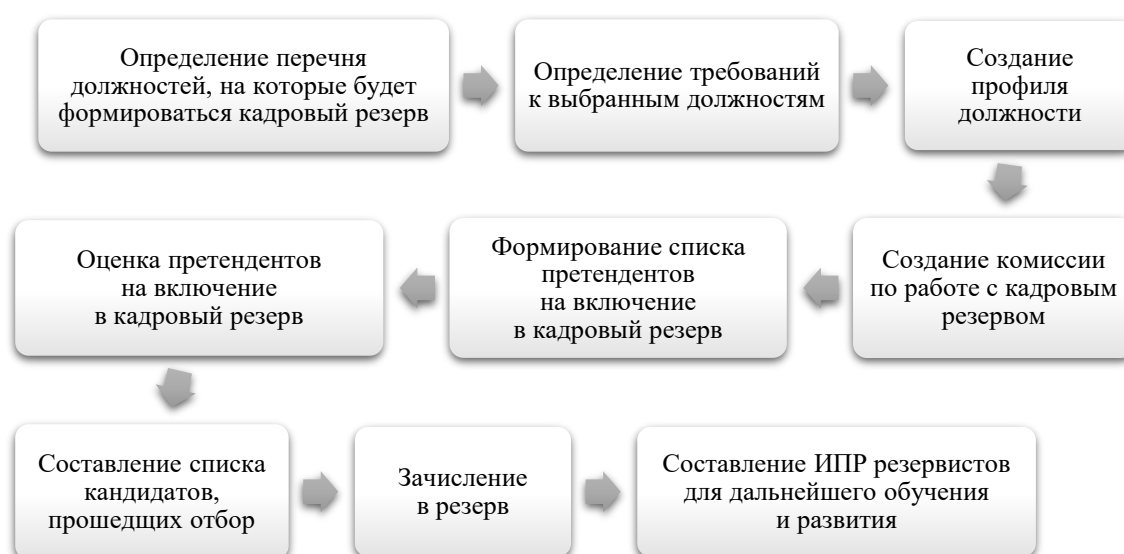 Определение перечня
должностей, на которые будет
формироваться кадровый резерв
Определение требований
к выбранным должностям
Создание
профиля
должности
Создание комиссии
по работе с кадровым
резервом
Формирование списка
претендентов
на включение
в кадровый резерв
Оценка претендентов
на включение
в кадровый резерв
Составление списка
кандидатов,
прошедших отбор
Зачисление
в резерв
Составление ИПР резервистов
для дальнейшего обучения
и развития